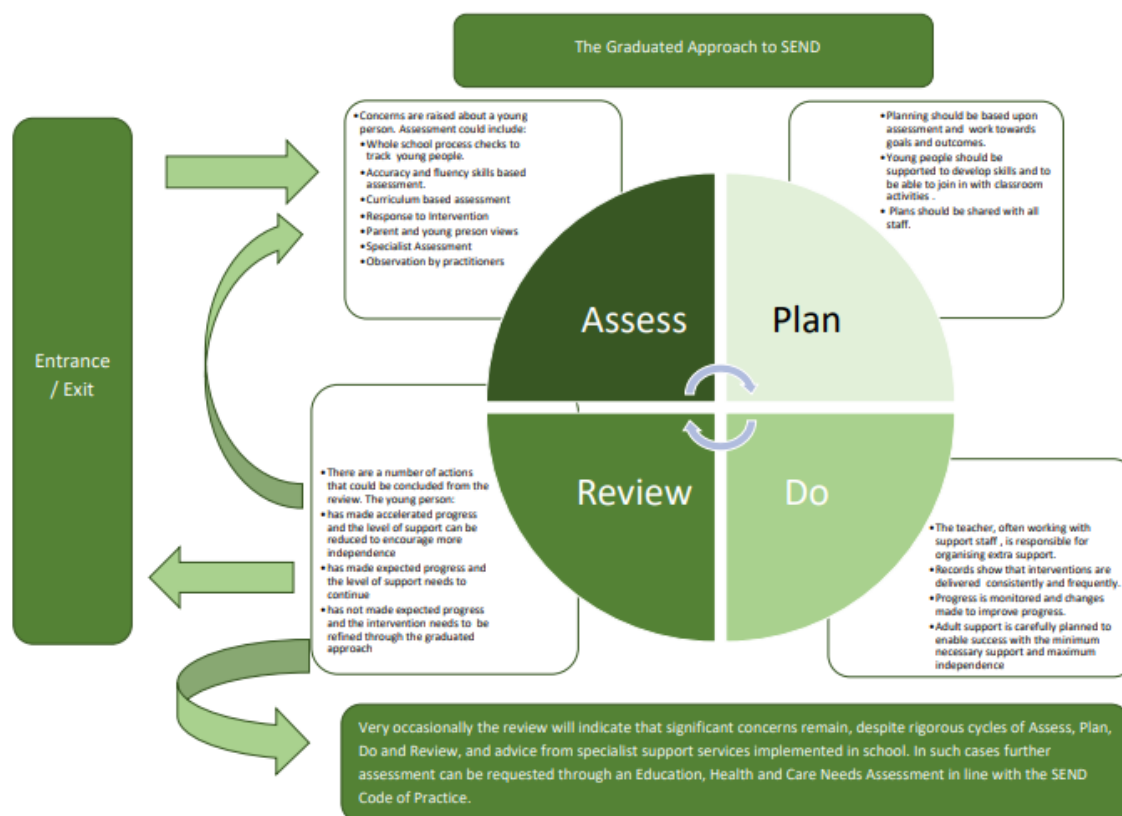 The Graduated Approach to SEND
Entrance
/ Exit
•Concerns are raised about a young
person. Assessment could include:
•Whole school process checks to
track young people.
•Accuracy and fluency skills based
assessment.
•Curriculum based assessment
•Response to Intervention
•Parent and young preson views
•Specialist Assessment
•Observation by practitioners
•Planning should be based upon
assessment and work towards
goals and outcomes.
•Young people should be
supported to develop skills and to
be able to join in with classroom
activities .
• Plans should be shared with all
staff.
Assess
Plan
Review
Do
•There are a number of actions
that could be concluded from the
review. The young person:
•has made accelerated progress
and the level of support can be
reduced to encourage more
independence
•has made expected progress and
the level of support needs to
continue
•has not made expected progress
and the intervention needs to be
refined through the graduated
approach
•The teacher, often working with
support staff , is responsible for
organising extra support.
•Records show that interventions are
delivered consistently and frequently.
•Progress is monitored and changes
made to improve progress.
•Adult support is carefully planned to
enable success with the minimum
necessary support and maximum
independence
Very occasionally the review will indicate that significant concerns remain, despite rigorous cycles of Assess, Plan,
Do and Review, and advice from specialist support services implemented in school. In such cases further
assessment can be requested through an Education, Health and Care Needs Assessment in line with the SEND
Code of Practice.